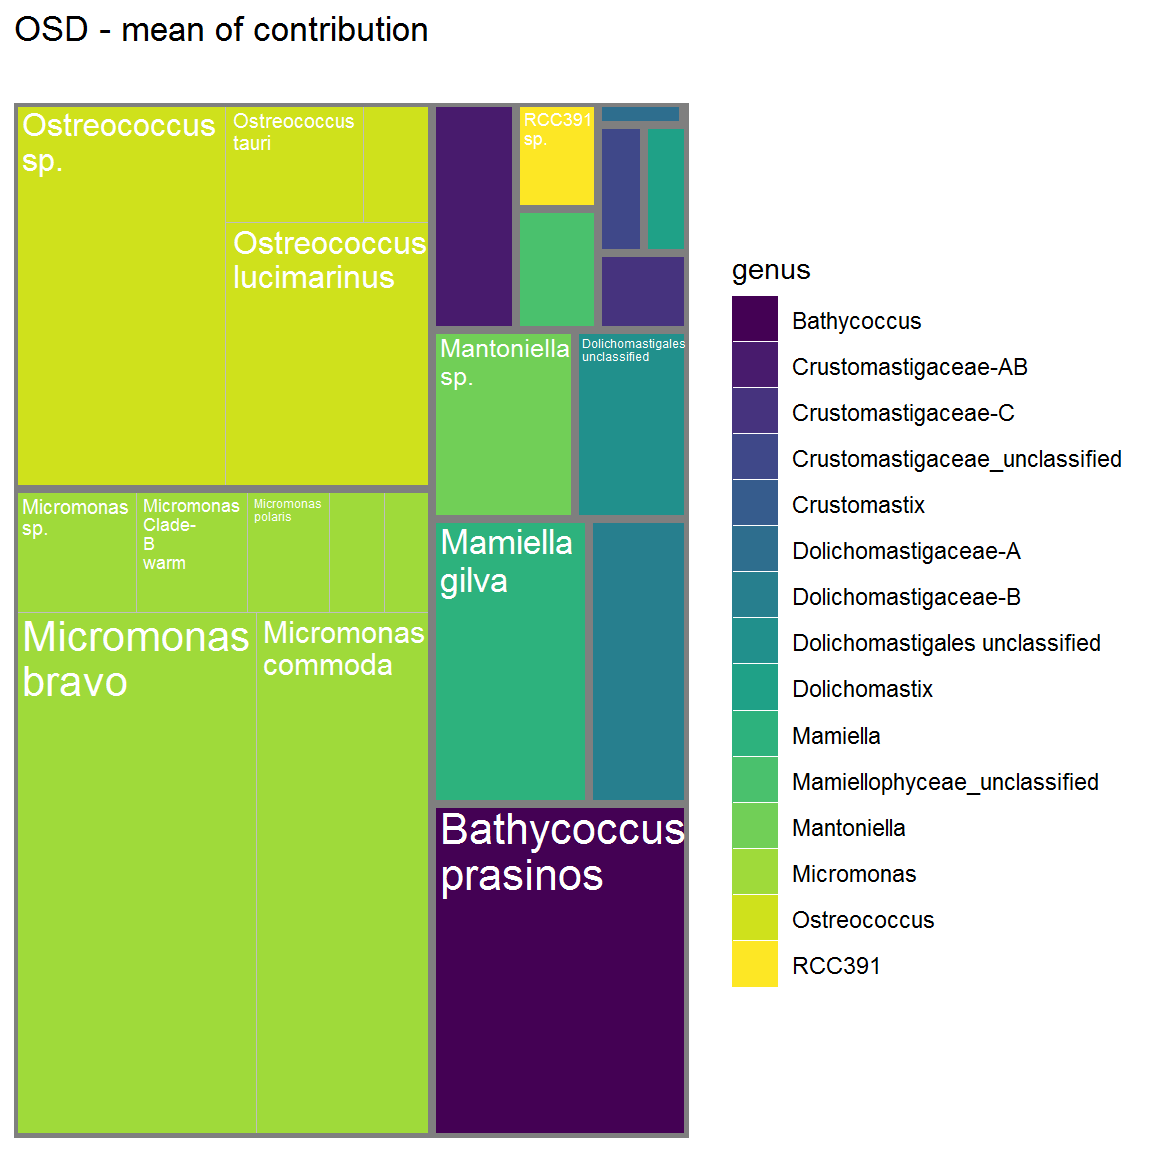 OSD - mean of contribution
Ostreococcus
sp.
Ostreococcus
tauri
Ostreococcus
lucimarinus
RCC391
sp.
Mantoniella
sp.
Dolichomastigales
unclassified
Micromonas
sp.
Micromonas
Clade-
B
warm
Micromonas
polaris
Mamiella
gilva
Micromonas
bravo
Micromonas
commoda
Bathycoccus
prasinos
genus
Bathycoccus
Crustomastigaceae-AB
Crustomastigaceae-C
Crustomastigaceae_unclassified
Crustomastix
Dolichomastigaceae-A
Dolichomastigaceae-B
Dolichomastigales unclassified
Dolichomastix
Mamiella
Mamiellophyceae_unclassified
Mantoniella
Micromonas
Ostreococcus
RCC391